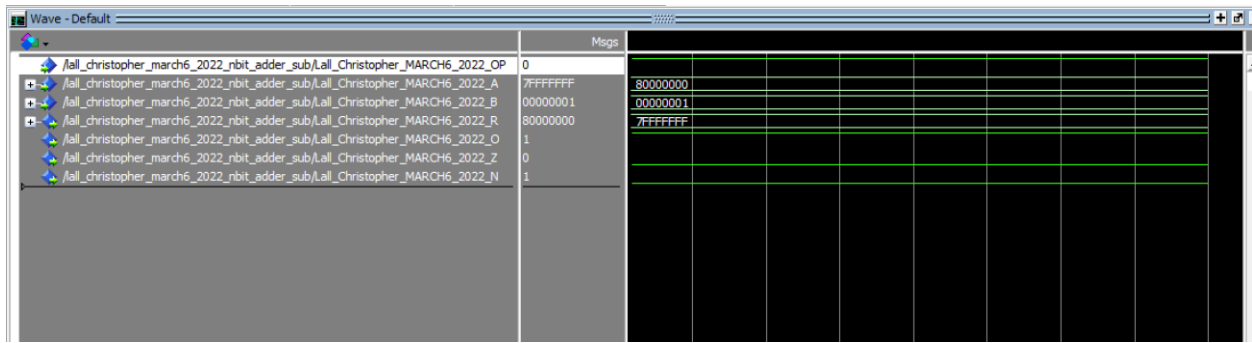 Wave - Default
Msgs
/lall_christopher_march6_2022_nbit_adder_sub/Lall_Christopher_MARCH6_2022_OP 0
/lall_christopher_march6_2022_nbit_adder_sub/Lall_Christopher_MARCH6_2022_A 7FFFFFFF 80000000
/lall_christopher_march6_2022_nbit_adder_sub/Lall_Christopher_MARCH6_2022_B 00000001 00000001
/lall_christopher_march6_2022_nbit_adder_sub/Lall_Christopher_MARCH6_2022_R 80000000 7FFFFFFF
/lall_christopher_march6_2022_nbit_adder_sub/Lall_Christopher_MARCH6_2022_O 1
/lall_christopher_march6_2022_nbit_adder_sub/Lall_Christopher_MARCH6_2022_Z 0
/lall_christopher_march6_2022_nbit_adder_sub/Lall_Christopher_MARCH6_2022_N 1